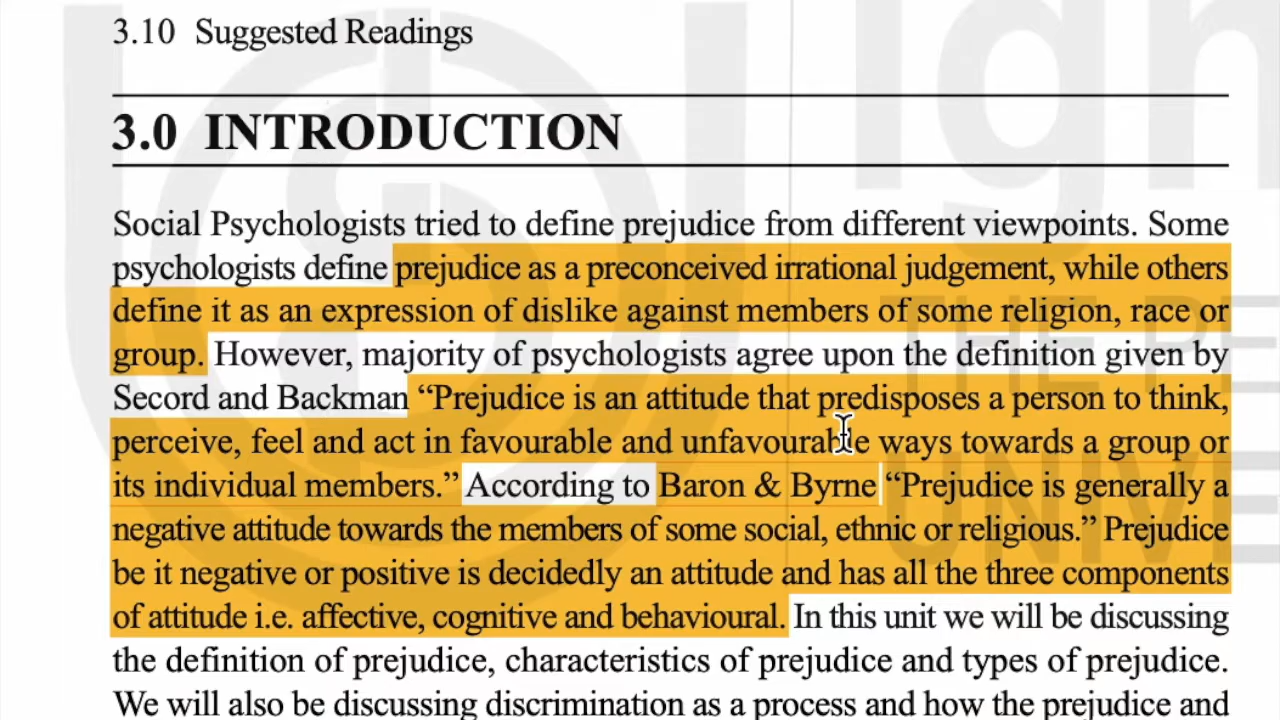 3.10 Suggested Readings
3.0 INTRODUCTION
Social Psychologists tried to define prejudice from different viewpoints. Some
psychologists define prejudice as a preconceived irrational judgement, while others
define it as an expression of dislike against members of some religion, race or
group. However, majority of psychologists agree upon the definition given by
Secord and Backman “Prejudice is an attitude that predisposes a person to think,
perceive, feel and act in favourable and unfavourable ways towards a group or
its individual members.” According to Baron & Byrne “Prejudice is generally a
negative attitude towards the members of some social, ethnic or religious.” Prejudice
be it negative or positive is decidedly an attitude and has all the three components
of attitude i.e. affective, cognitive and behavioural. In this unit we will be discussing
the definition of prejudice, characteristics of prejudice and types of prejudice.
We will also be discussing discrimination as a process and how the prejudice and
ign
THE PE
UNIVE